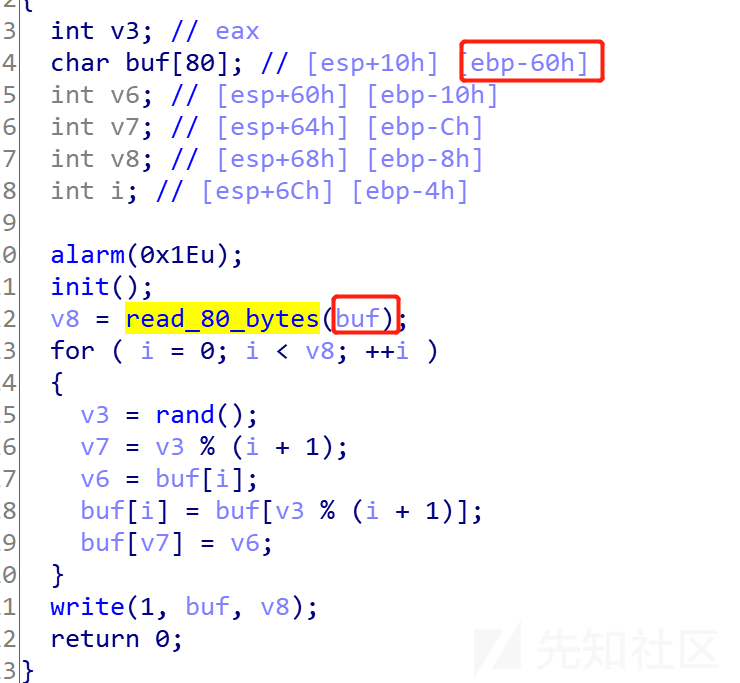 2 {
3 int v3; // eax
4 char buf[80]; // [esp+10h] [ebp-60h]
5 int v6; // [esp+60h] [ebp-10h]
6 int v7; // [esp+64h] [ebp-Ch]
7 int v8; // [esp+68h] [ebp-8h]
8 int i; // [esp+6Ch] [ebp-4h]
9
0 alarm(0x1Eu);
1 init();
2 v8 = read_80_bytes(buf);
3 for ( i = 0; i < v8; ++i )
4 {
5 v3 = rand();
6 v7 = v3 % (i + 1);
7 v6 = buf[i];
8 buf[i] = buf[v3 % (i + 1)];
9 buf[v7] = v6;
0 }
1 write(1, buf, v8);
2 return 0;
3 }
先知社区